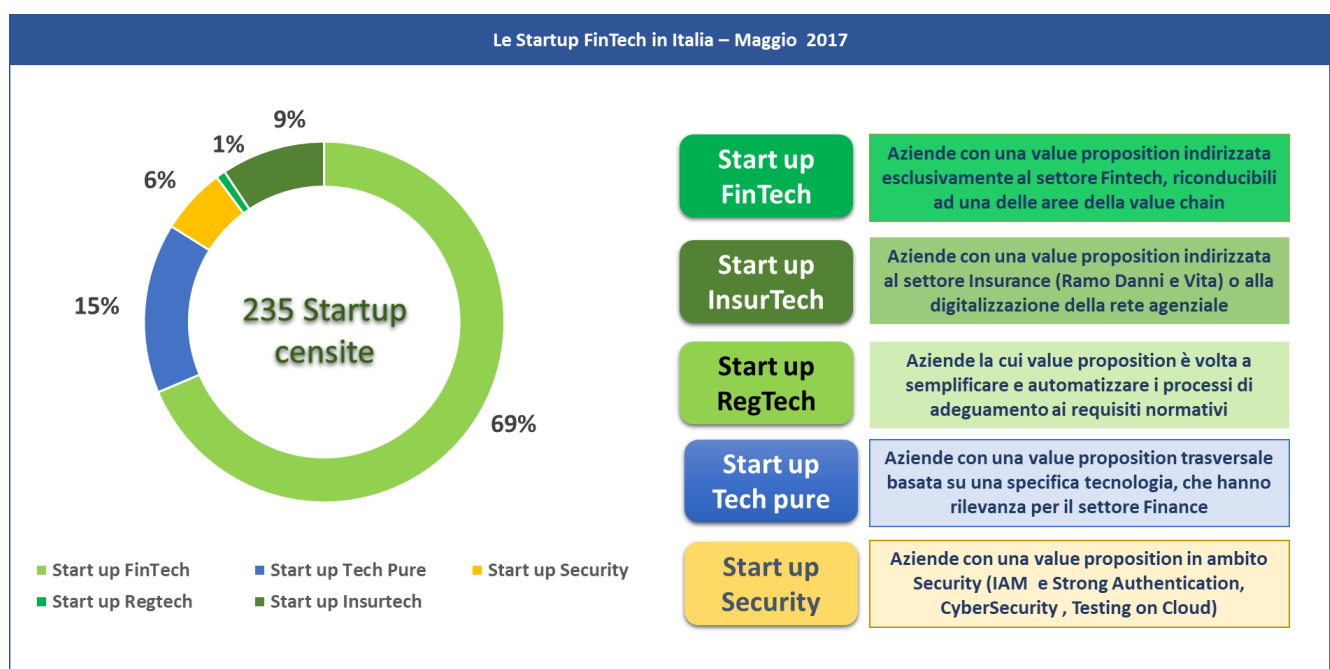 Le Startup FinTech in Italia – Maggio 2017
9%
1%
6%
15%
69%
235 Startup
censite
Start up FinTech
Start up Tech Pure
Start up Security
Start up Regtech
Start up Insurtech
Start up
FinTech
Aziende con una value proposition indirizzata
esclusivamente al settore Fintech, riconducibili
ad una delle aree della value chain
Start up
InsurTech
Aziende con una value proposition indirizzata
al settore Insurance (Ramo Danni e Vita) o alla
digitalizzazione della rete agenziale
Start up
RegTech
Aziende la cui value proposition è volta a
semplificare e automatizzare i processi di
adeguamento ai requisiti normativi
Start up
Tech pure
Aziende con una value proposition trasversale
basata su una specifica tecnologia, che hanno
rilevanza per il settore Finance
Start up
Security
Aziende con una value proposition in ambito
Security (IAM e Strong Authentication,
CyberSecurity , Testing on Cloud)